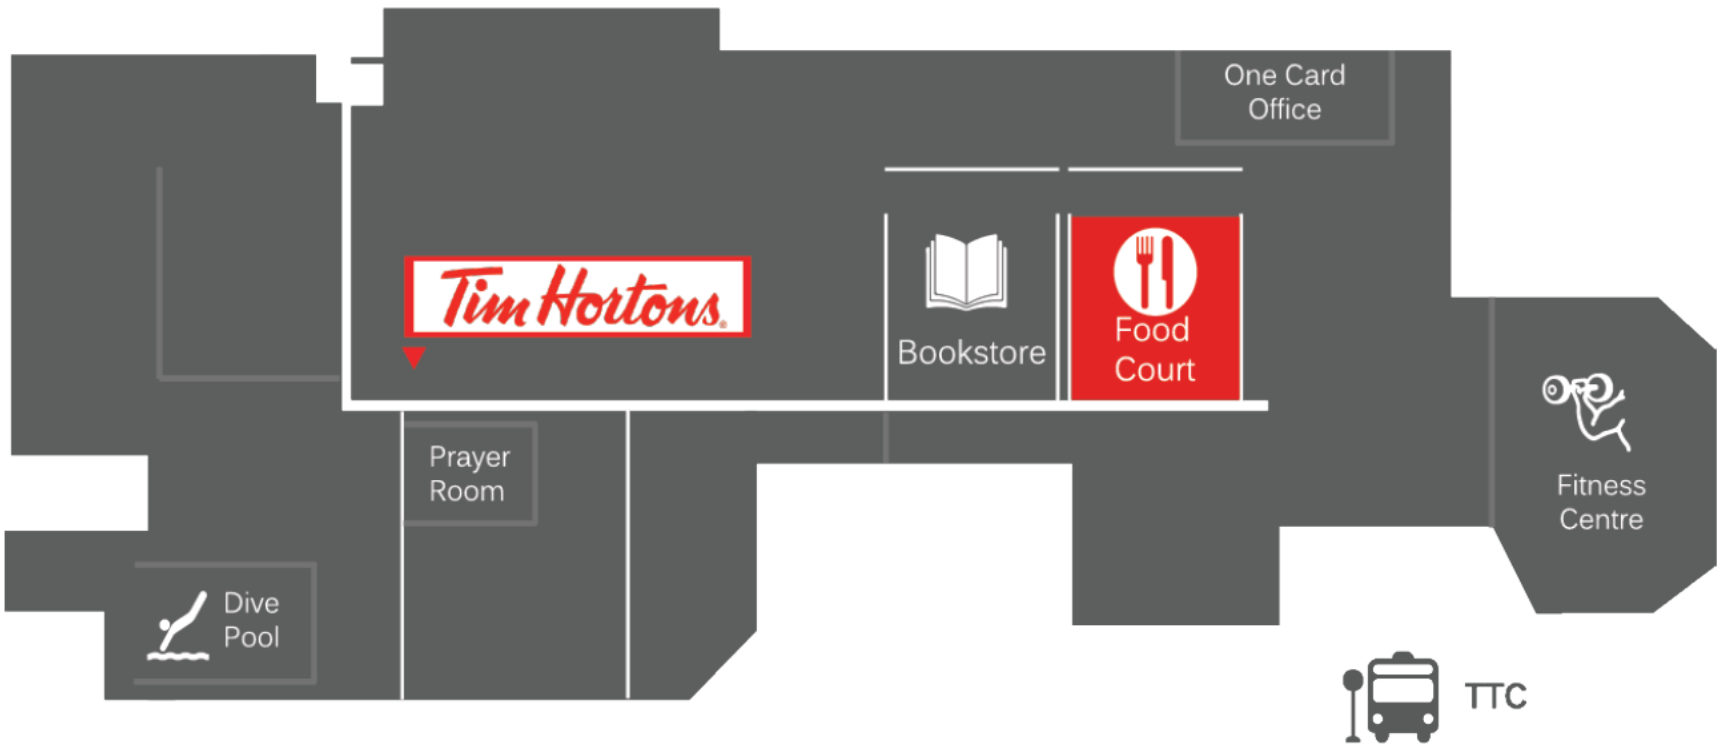 One Card
Office
Tim Hortons®
Bookstore
Food
Court
Prayer
Room
Fitness
Centre
Dive
Pool
TTC